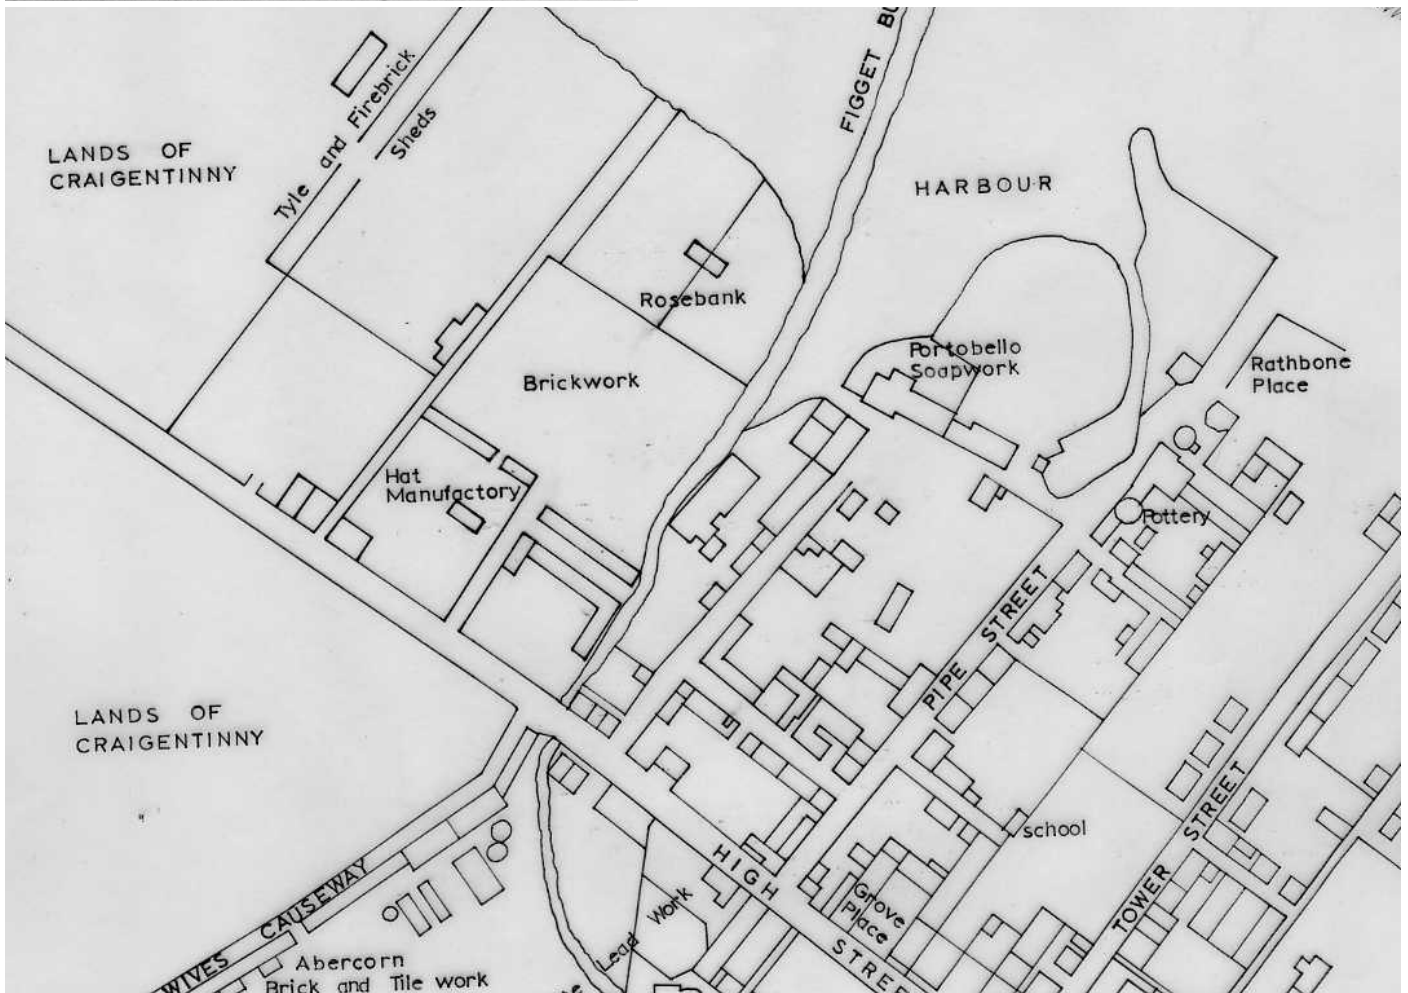 FIGGET
LANDS OF
CRAIGENTINNY
Tyle and Firebrick
Sheds
HARBOUR
Rosebank
Portobello
Soapwork
Rathbone
Place
Brickwork
Hat
Manufactory
Pottery
PIPE STREET
LANDS OF
CRAIGENTINNY
TOWER STREET
school
HIGH
Grove
Place
Lead Work
WIVES CAUSEWAY
Abercorn
Brick and Tile work